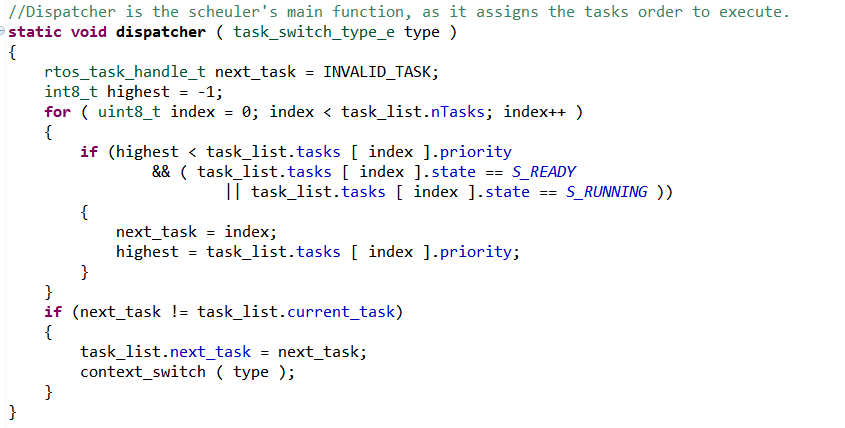 //Dispatcher is the scheuler's main function, as it assigns the tasks order to execute.
static void dispatcher ( task_switch_type_e type )
{
    rtos_task_handle_t next_task = INVALID_TASK;
    int8_t highest = -1;
    for ( uint8_t index = 0; index < task_list.nTasks; index++ )
    {
        if (highest < task_list.tasks [ index ].priority
                && ( task_list.tasks [ index ].state == S_READY
                        || task_list.tasks [ index ].state == S_RUNNING ))
        {
            next_task = index;
            highest = task_list.tasks [ index ].priority;
        }
    }
    if (next_task != task_list.current_task)
    {
        task_list.next_task = next_task;
        context_switch ( type );
    }
}